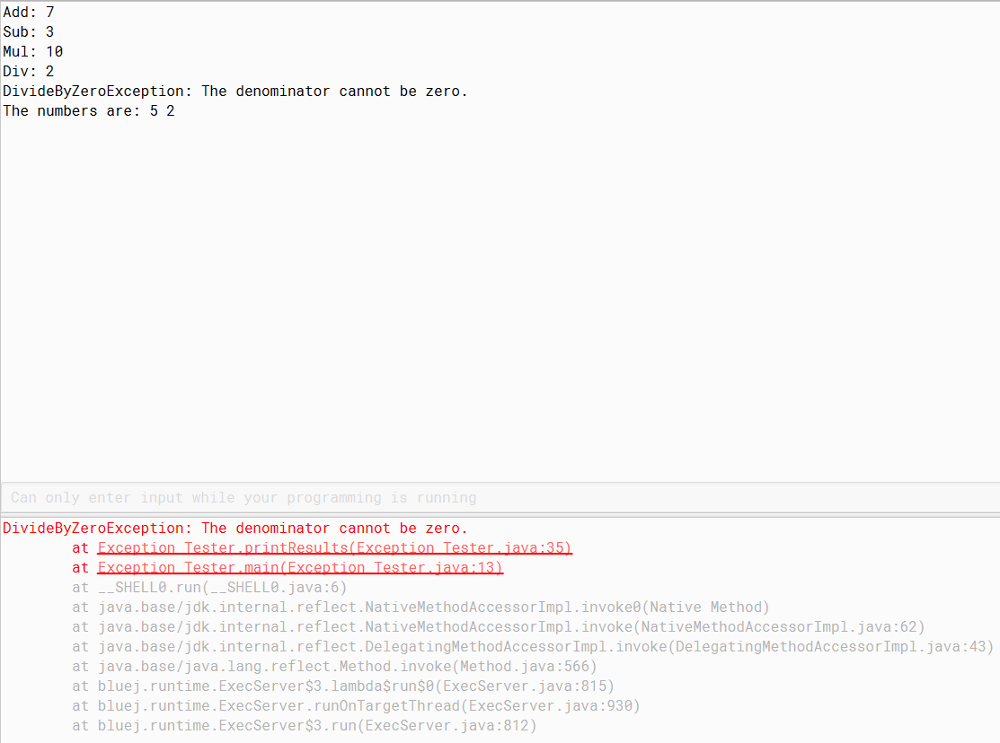 Add: 7
Sub: 3
Mul: 10
Div: 2
DivideByZeroException: The denominator cannot be zero.
The numbers are: 5 2
Can only enter input while your programming is running
DivideByZeroException: The denominator cannot be zero.
at Exception_Tester.printResults(Exception_Tester.java:35)
at Exception_Tester.main(Exception_Tester.java:13)
at __SHELL0.run(__SHELL0.java:6)
at java.base/jdk.internal.reflect.NativeMethodAccessorImpl.invoke0(Native Method)
at java.base/jdk.internal.reflect.NativeMethodAccessorImpl.invoke(NativeMethodAccessorImpl.java:62)
at java.base/jdk.internal.reflect.DelegatingMethodAccessorImpl.invoke(DelegatingMethodAccessorImpl.java:43)
at java.base/java.lang.reflect.Method.invoke(Method.java:566)
at bluej.runtime.ExecServer$3.lambda$run$0(ExecServer.java:815)
at bluej.runtime.ExecServer.runOnTargetThread(ExecServer.java:930)
at bluej.runtime.ExecServer$3.run(ExecServer.java:812)